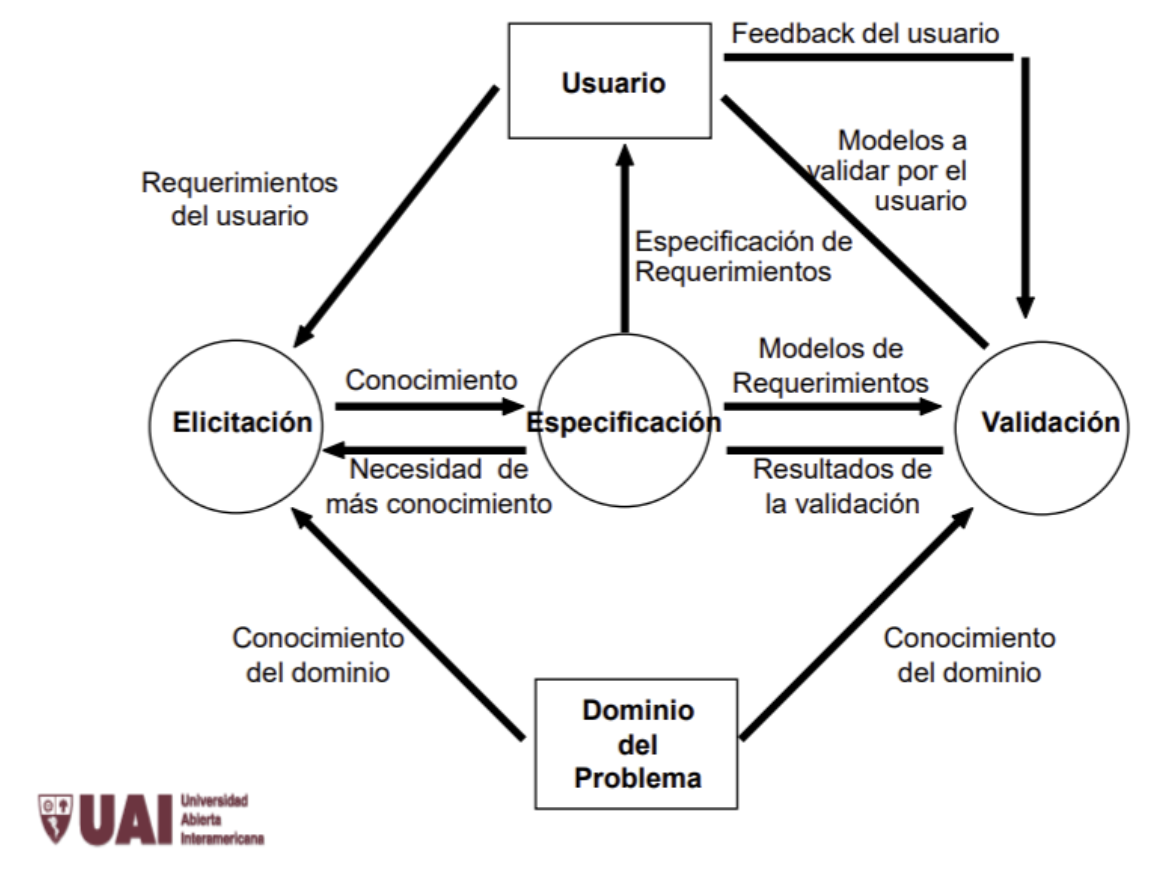 Feedback del usuario
Usuario
Modelos a
validar por el
usuario
Requerimientos
del usuario
Especificación de
Requerimientos
Modelos de
Requerimientos
Conocimiento
Elicitación
Especificación
Validación
Necesidad de
más conocimiento
Resultados de
la validación
Conocimiento
del dominio
Conocimiento
del dominio
Dominio
del
Problema
UAI
Universidad
Abierta
Interamericana